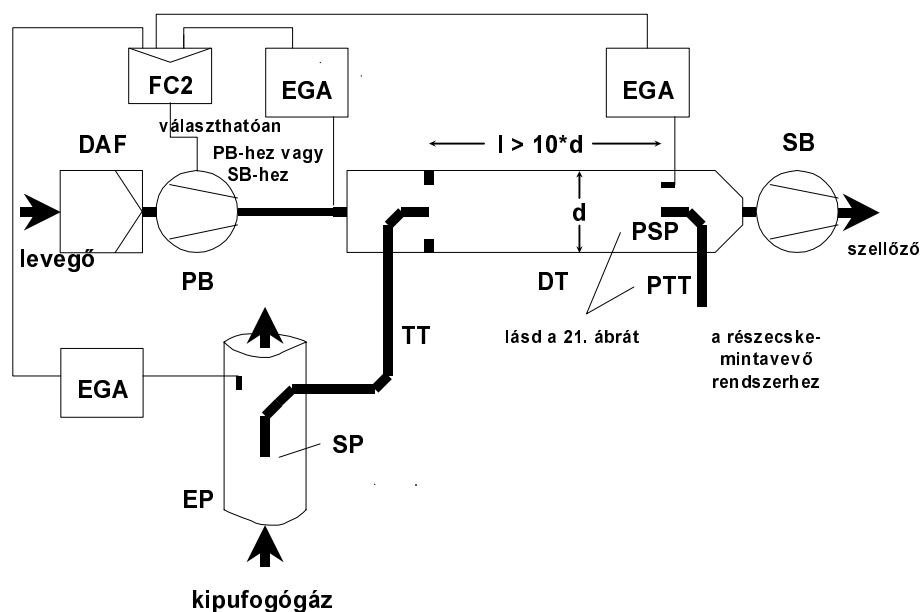 FC2
EGA
EGA
választhatóan
PB-hez vagy
SB-hez
DAF
l > 10*d
SB
d
PSP
levegő
PB
DT
PTT
szellőző
TT
lásd a 21. ábrát
a részecske-
mintavevő
rendszerhez
EGA
SP
EP
kipufogógáz